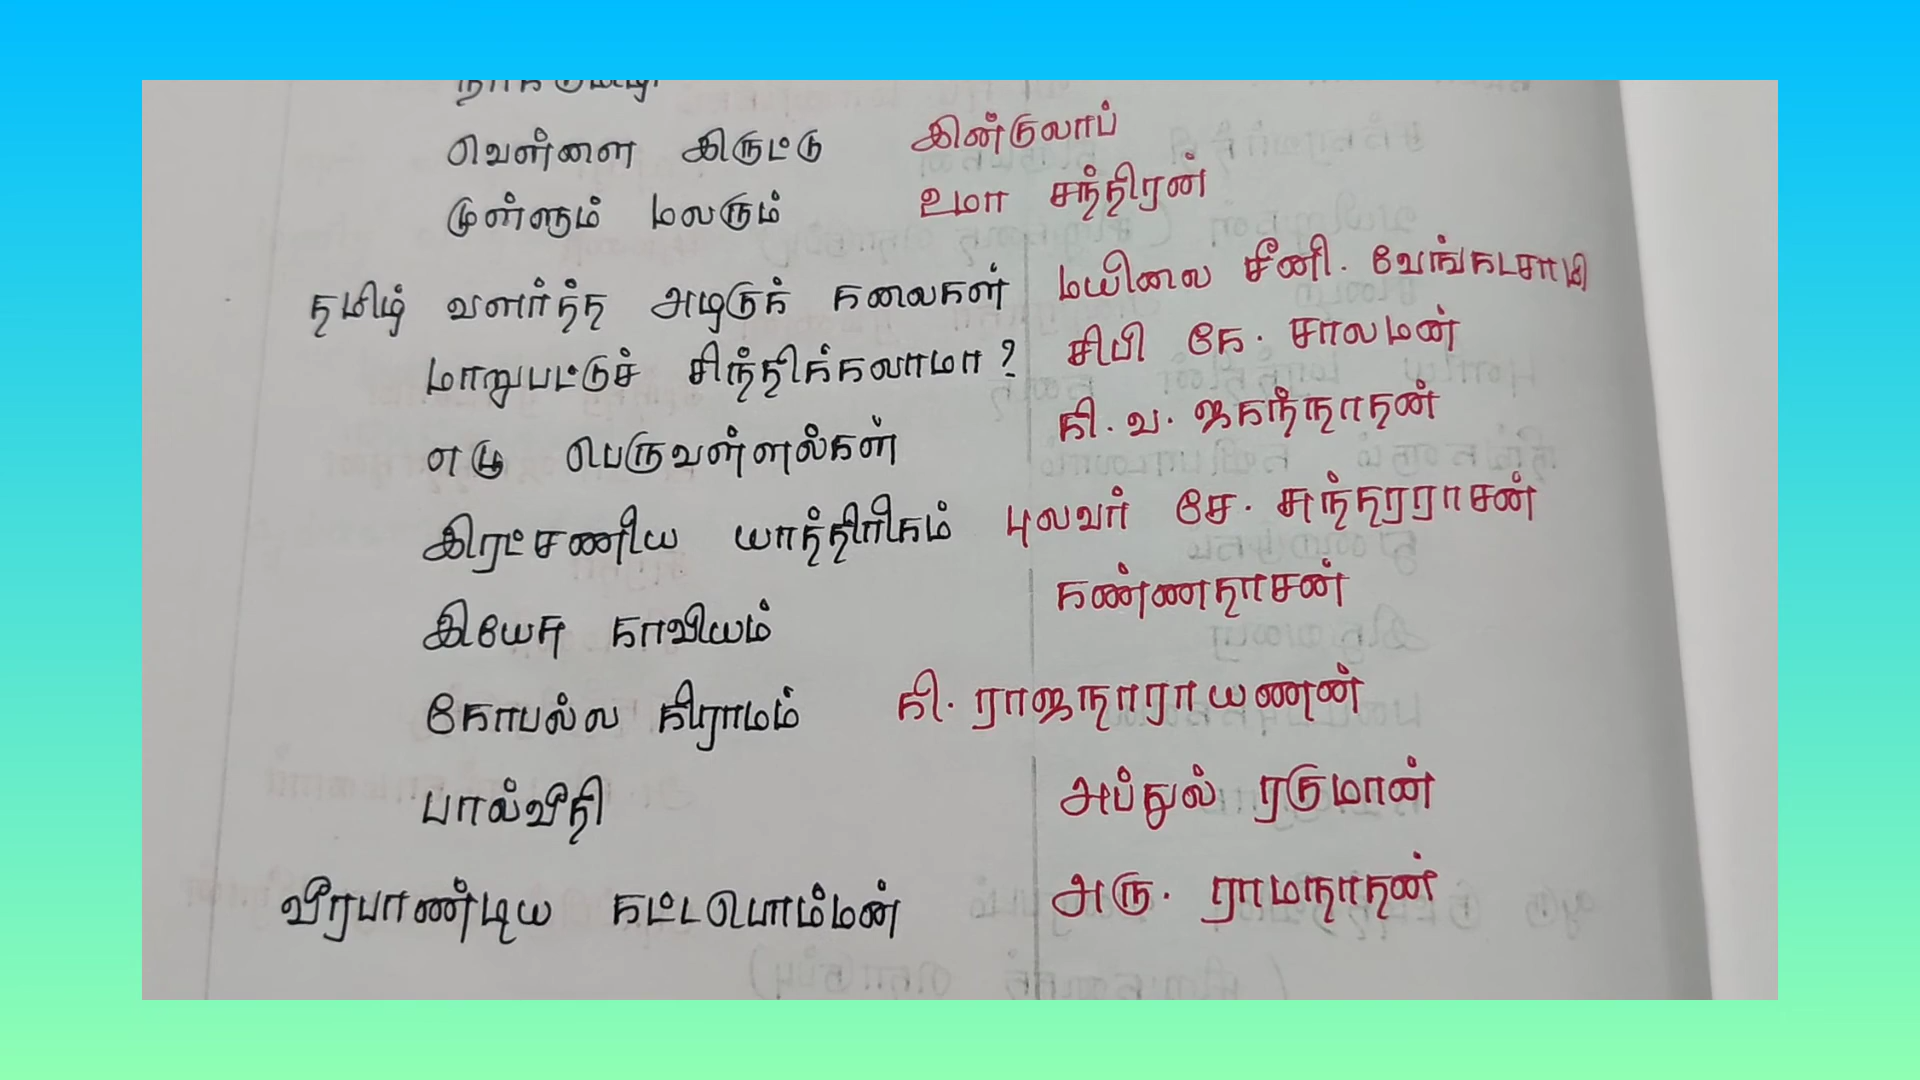 வெள்ளை இருட்டு இன்குலாப்
முள்ளும் மலரும் உமா சந்திரன்
தமிழ் வளர்த்த அழகுக் கலைகள் மயிலை சீனி. வேங்கடசாமி
மாறுபட்டுச் சிந்திக்கலாமா? சிபி கே. சாலமன்
எழு பெருவள்ளல்கள் கி. வ. ஜகந்நாதன்
இரட்சணிய யாத்திரிகம் புலவர் சே. சுந்தரராசன்
இயேசு காவியம் கண்ணதாசன்
கோபல்ல கிராமம் கி. ராஜநாராயணன்
பால்வீதி அப்துல் ரகுமான்
வீரபாண்டிய கட்டபொம்மன் அரு. ராமநாதன்